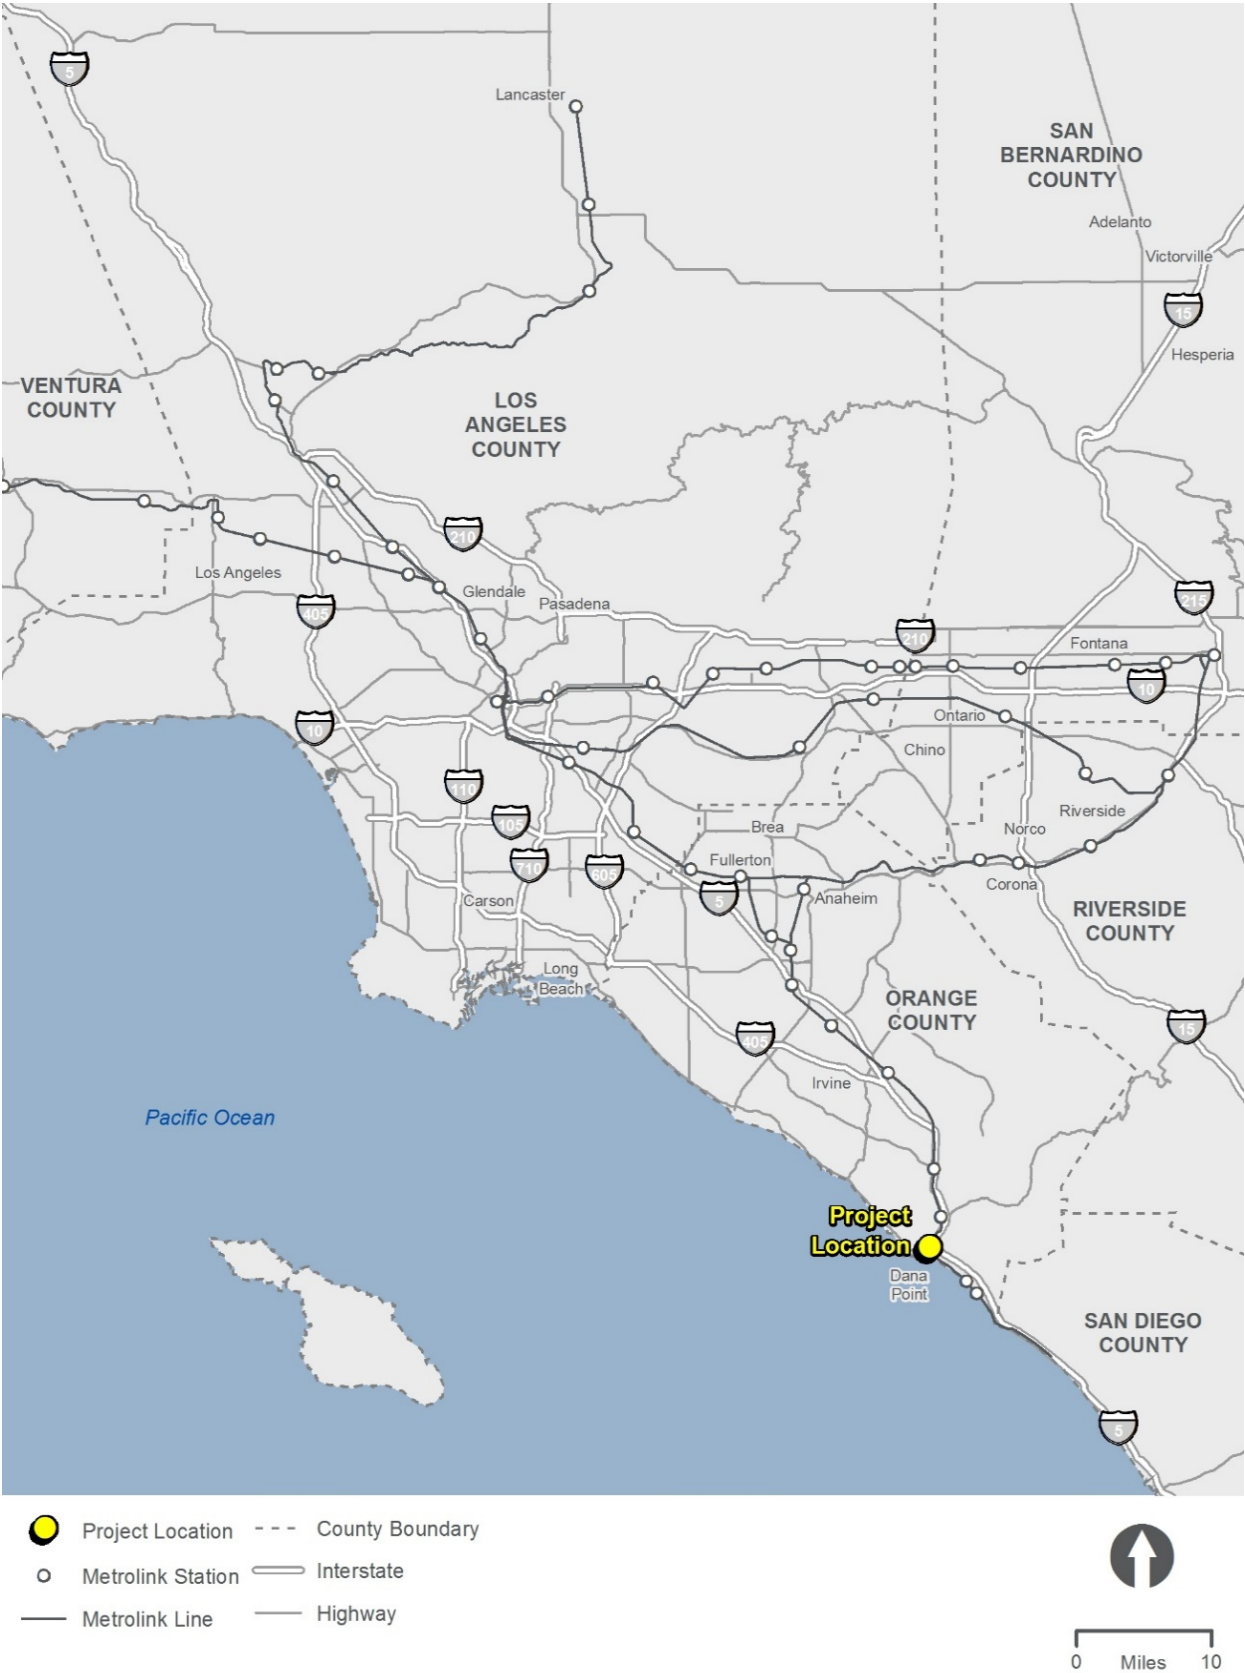 5
Lancaster
SAN
BERNARDINO
COUNTY
Adelanto
Victorville
15
Hesperia
VENTURA
COUNTY
LOS
ANGELES
COUNTY
210
Los Angeles
Glendale
Pasadena
405
215
210
Fontana
10
10
Ontario
Chino
110
105
Brea
Riverside
Norco
710
605
Fullerton
5
Anaheim
Corona
Carson
RIVERSIDE
COUNTY
Long
Beach
ORANGE
COUNTY
15
405
Irvine
Pacific Ocean
Project
Location
Dana
Point
SAN DIEGO
COUNTY
5
Project Location
County Boundary
Metrolink Station
Interstate
Metrolink Line
Highway
0 Miles 10